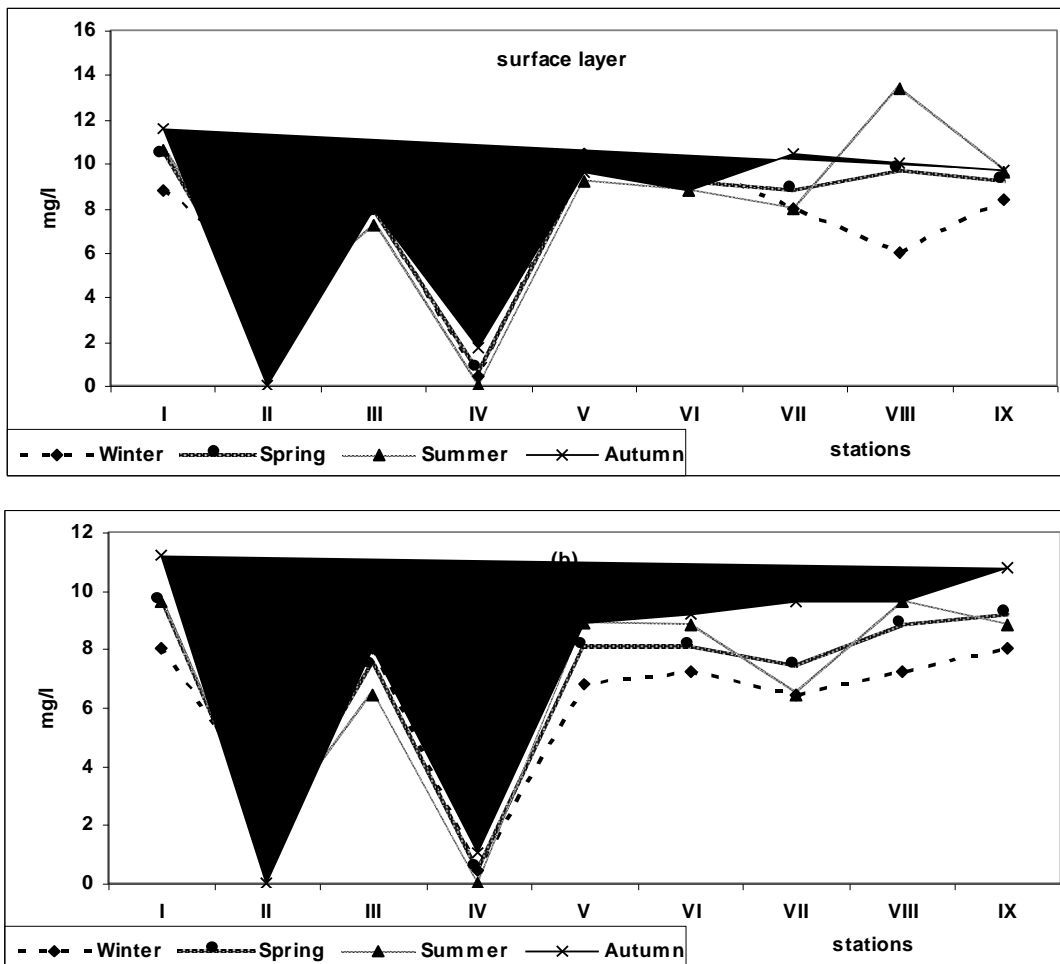 16
14
12
10
8
6
4
2
0
mg/l
surface layer
I II III IV V VI VII VIII IX
stations
Winter Spring Summer Autumn
12
10
8
6
4
2
0
mg/l
(b)
I II III IV V VI VII VIII IX
stations
Winter Spring Summer Autumn